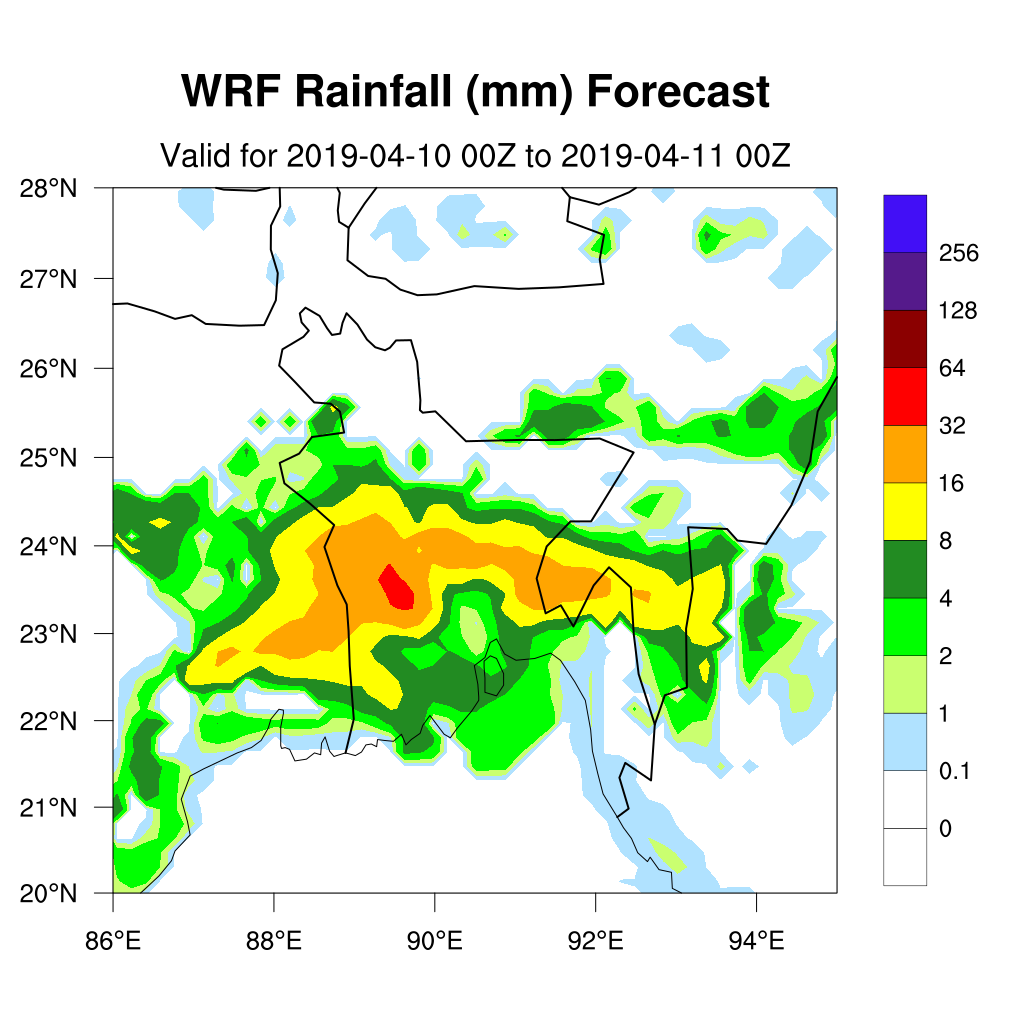 WRF Rainfall (mm) Forecast
Valid for 2019-04-10 00Z to 2019-04-11 00Z
28°N
27°N
26°N
25°N
24°N
23°N
22°N
21°N
20°N
86°E 88°E 90°E 92°E 94°E
256
128
64
32
16
8
4
2
1
0.1
0